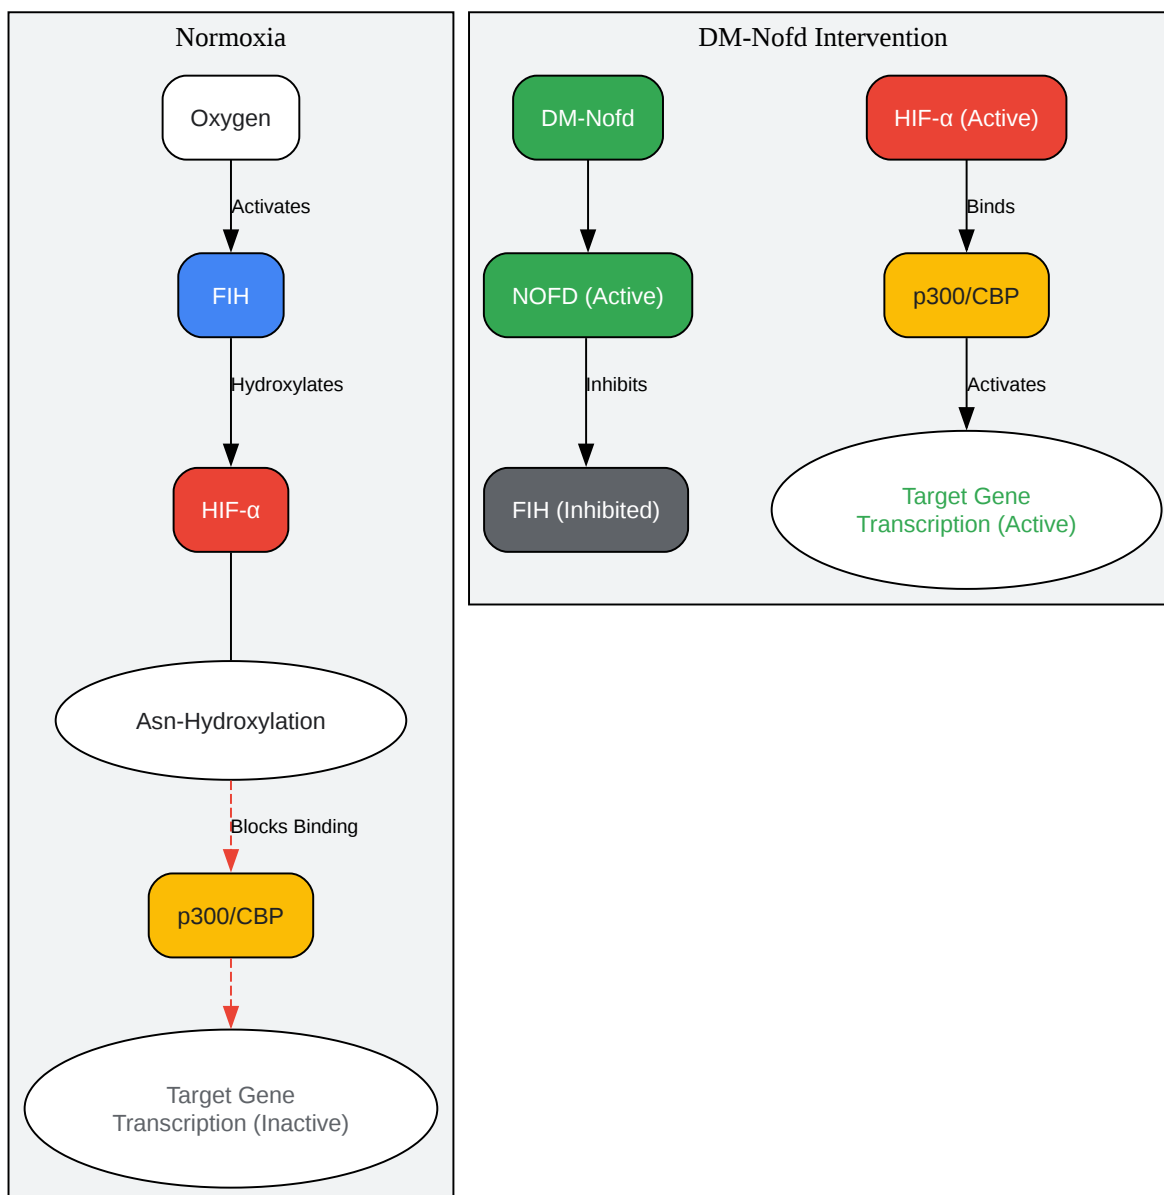 Normoxia
Oxygen
Activates
FIH
Hydroxylates
HIF-α
Asn-Hydroxylation
Blocks Binding
p300/CBP
Target Gene
Transcription (Inactive)
DM-Nofd Intervention
DM-Nofd
NOFD (Active)
Inhibits
FIH (Inhibited)
HIF-α (Active)
Binds
p300/CBP
Activates
Target Gene
Transcription (Active)